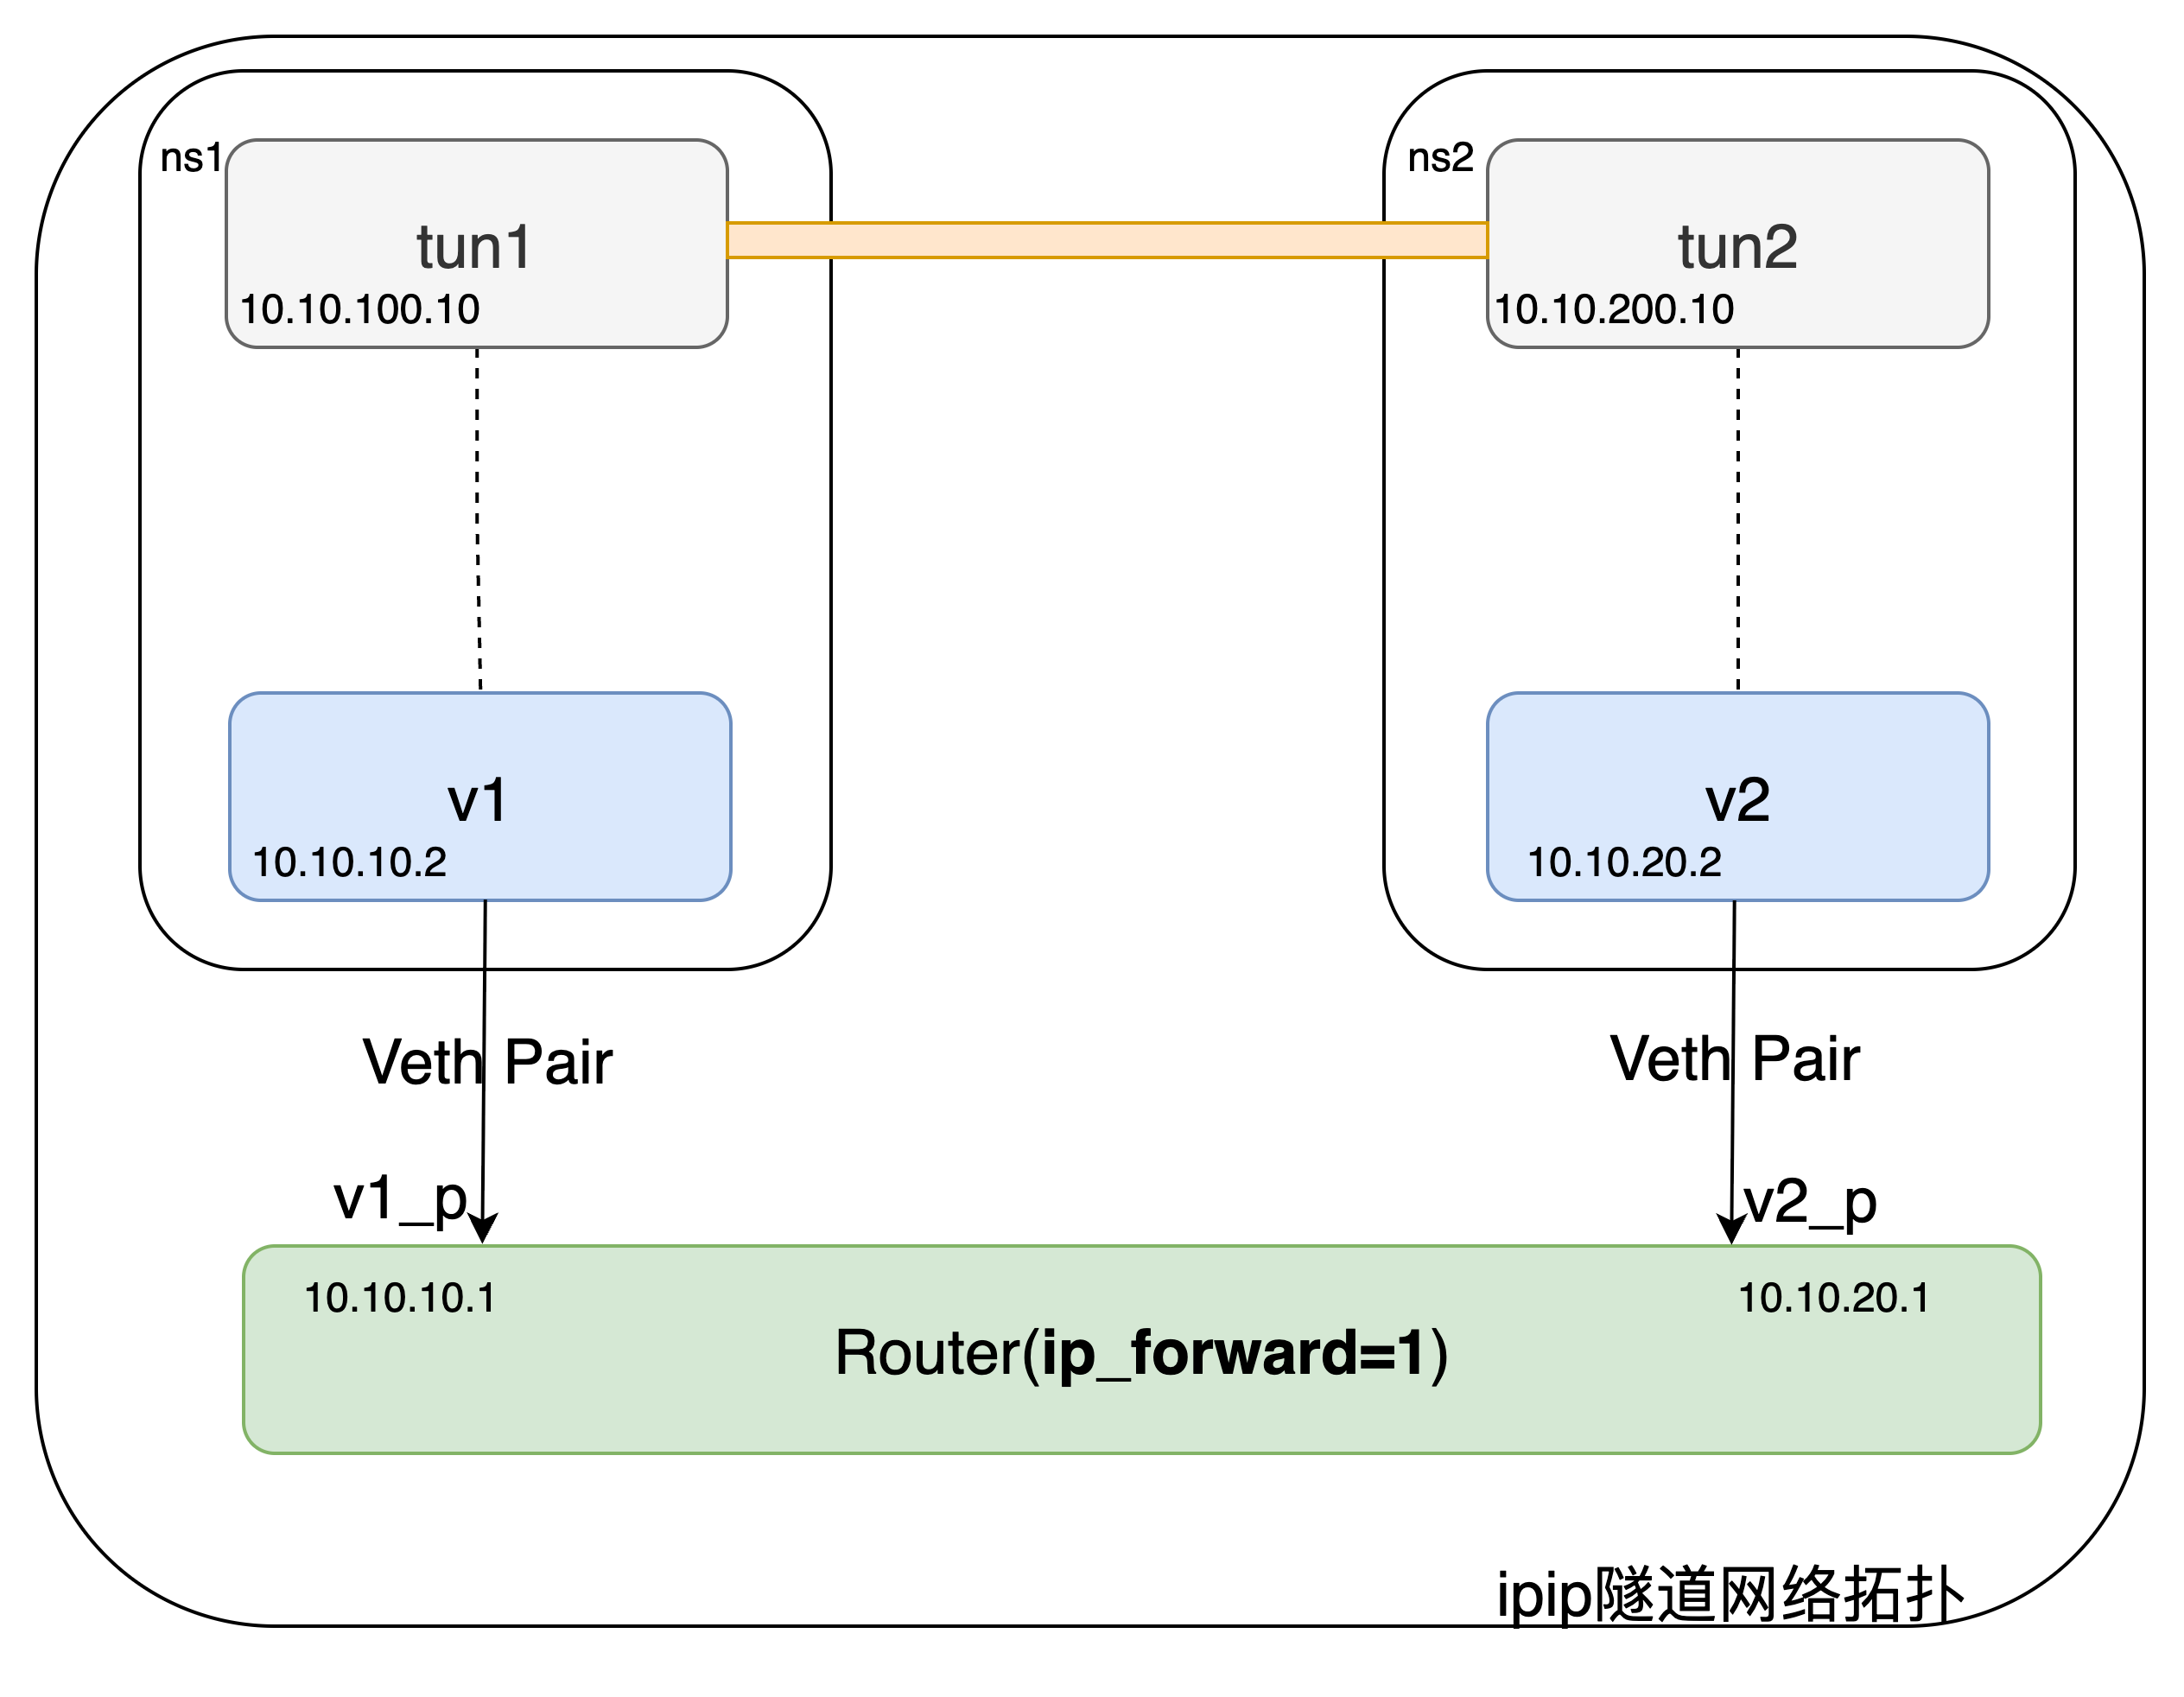 ns1
tun1
10.10.100.10
ns2
tun2
10.10.200.10
v1
10.10.10.2
v2
10.10.20.2
Veth Pair
Veth Pair
v1_p
v2_p
10.10.10.1
10.10.20.1
Router(ip_forward=1)
ipip隧道网络拓扑